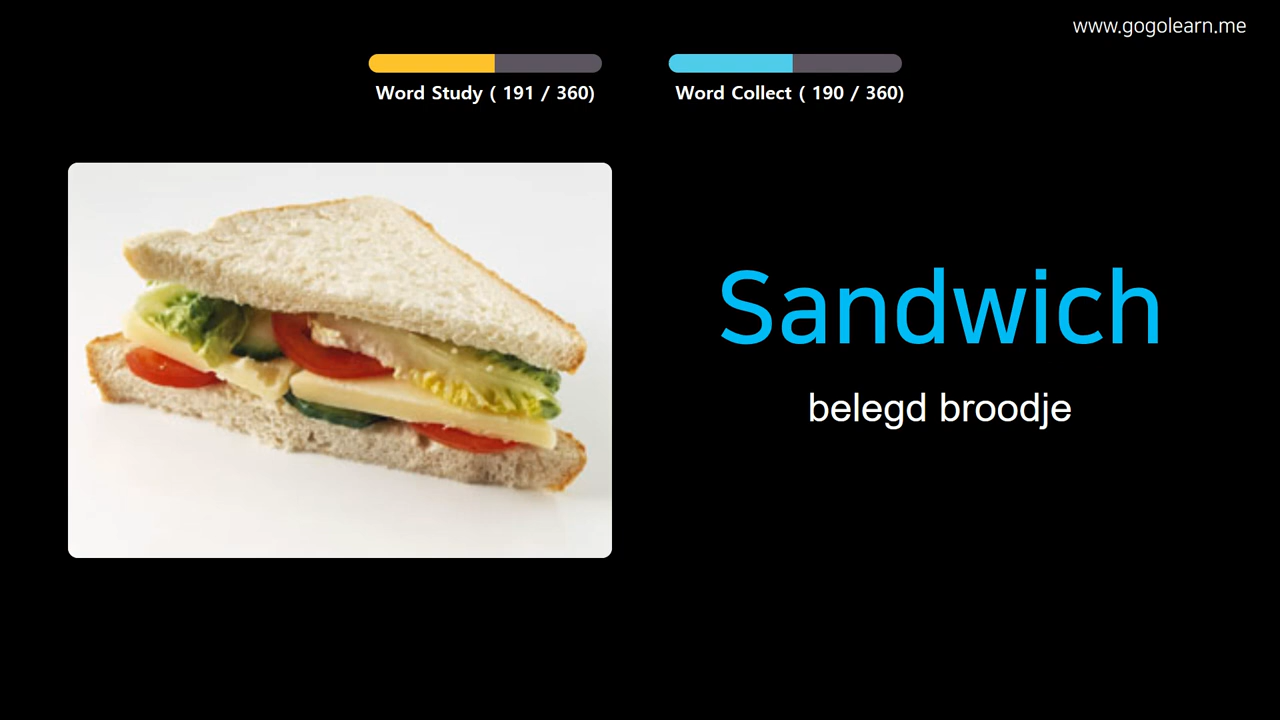 www.gogolearn.me
Word Study ( 191 / 360)
Word Collect ( 190 / 360)
Sandwich
belegd broodje